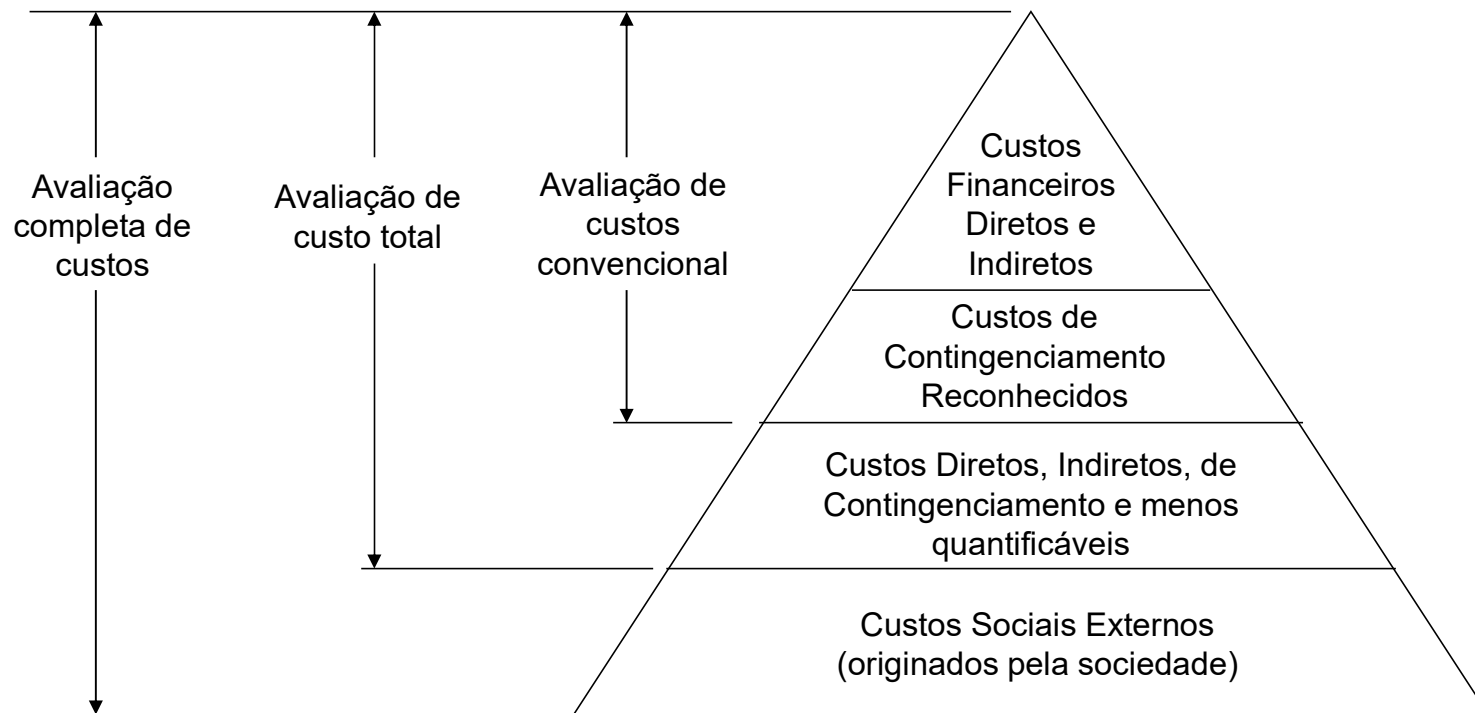 Avaliação
completa de
custos
Avaliação de
custo total
Avaliação de
custos
convencional
Custos
Financeiros
Diretos e
Indiretos
Custos de
Contingenciamento
Reconhecidos
Custos Diretos, Indiretos, de
Contingenciamento e menos
quantificáveis
Custos Sociais Externos
(originados pela sociedade)